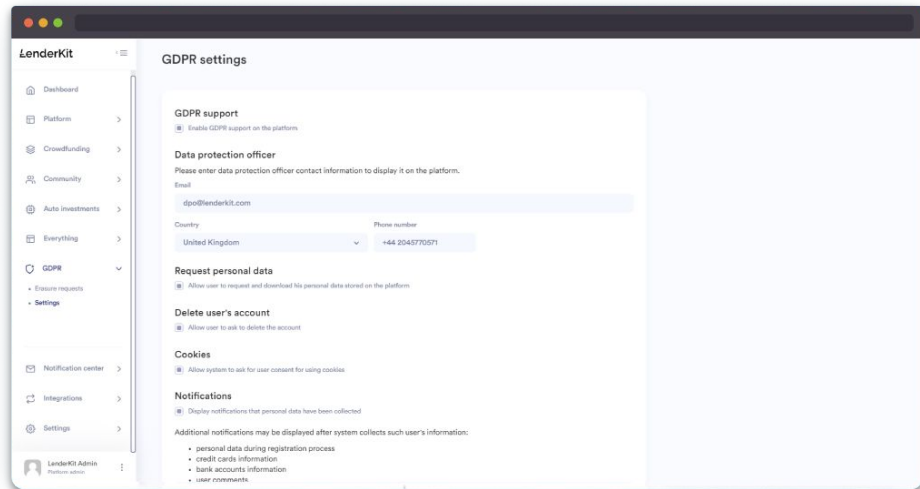 LenderKit
Dashboard
Platform
Crowdfunding
Community
Auto investments
Everything
GDPR
Erasure requests
Settings
Notification center
Integrations
Settings
LenderKit Admin
Platform admin
GDPR settings
GDPR support
Enable GDPR support on the platform
Data protection officer
Please enter data protection officer contact information to display it on the platform.
Email
dpo@lenderkit.com
Country Phone number
United Kingdom +44 2045770571
Request personal data
Allow user to request and download his personal data stored on the platform
Delete user's account
Allow user to ask to delete the account
Cookies
Allow system to ask for user consent for using cookies
Notifications
Display notifications that personal data have been collected
Additional notifications may be displayed after system collects such user's information:
• personal data during registration process
• credit cards information
• bank accounts information
• user comments